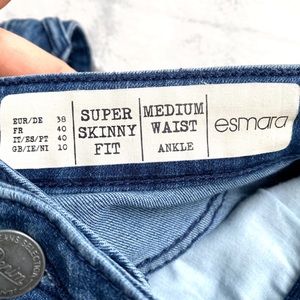 EUR/DE 38
FR 40
IT/ES/PT 40
GB/IE/NI 10
SUPER
SKINNY
FIT
MEDIUM
WAIST
ANKLE
esmara